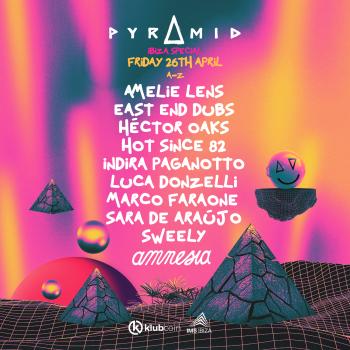 PYRAMID
IBIZA SPECIAL
FRIDAY 26TH APRIL
A-Z
AMELIE LENS
EAST END DUBS
HÉCTOR OAKS
HOT SINCE 82
INDIRA PAGANOTTO
LUCA DONZELLI
MARCO FARAONE
SARA DE ARAÚJO
SWEELY
amnesia
k klubcoin
IMS IBIZA